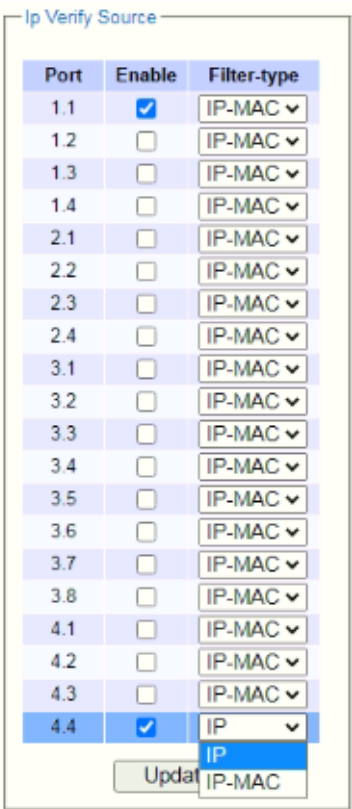 Ip Verify Source
Port Enable Filter-type
1.1 IP-MAC
1.2 IP-MAC
1.3 IP-MAC
1.4 IP-MAC
2.1 IP-MAC
2.2 IP-MAC
2.3 IP-MAC
2.4 IP-MAC
3.1 IP-MAC
3.2 IP-MAC
3.3 IP-MAC
3.4 IP-MAC
3.5 IP-MAC
3.6 IP-MAC
3.7 IP-MAC
3.8 IP-MAC
4.1 IP-MAC
4.2 IP-MAC
4.3 IP-MAC
4.4 IP
IP
Updat IP-MAC